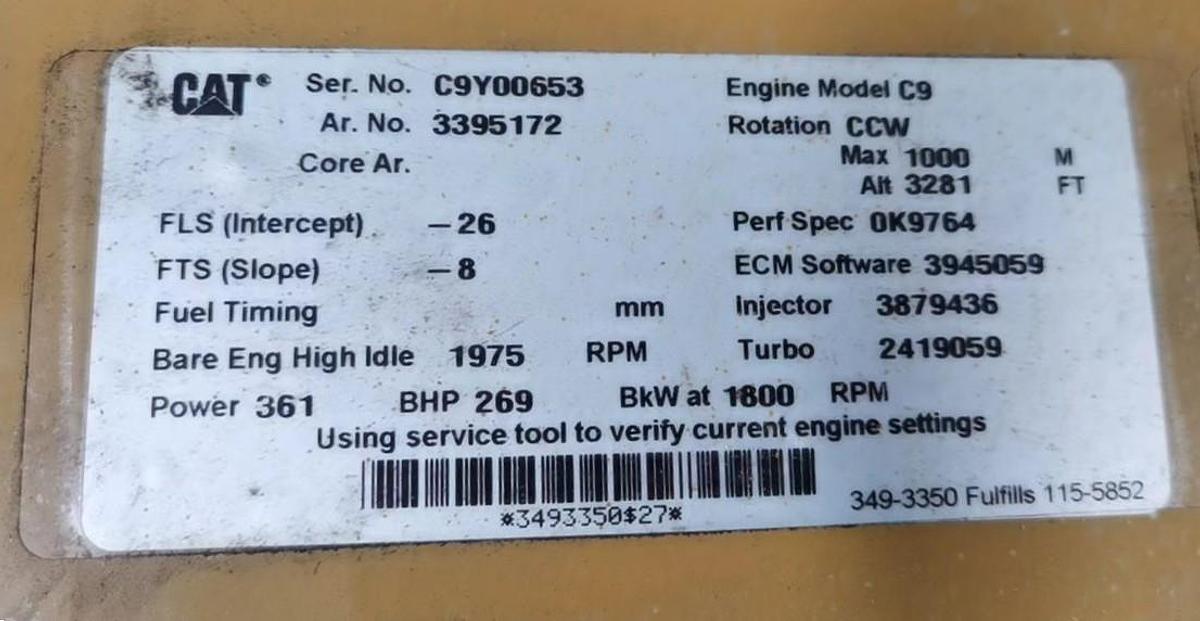 CAT® Ser. No. C9Y00653 Engine Model C9
Ar. No. 3395172 Rotation CCW
Core Ar. Max 1000 M
Alt 3281 FT
FLS (Intercept) -26 Perf Spec 0K9764
FTS (Slope) -8 ECM Software 3945059
Fuel Timing mm Injector 3879436
Bare Eng High Idle 1975 RPM Turbo 2419059
Power 361 BHP 269 BkW at 1800 RPM
Using service tool to verify current engine settings
*3493350$27*
349-3350 Fulfills 115-5852